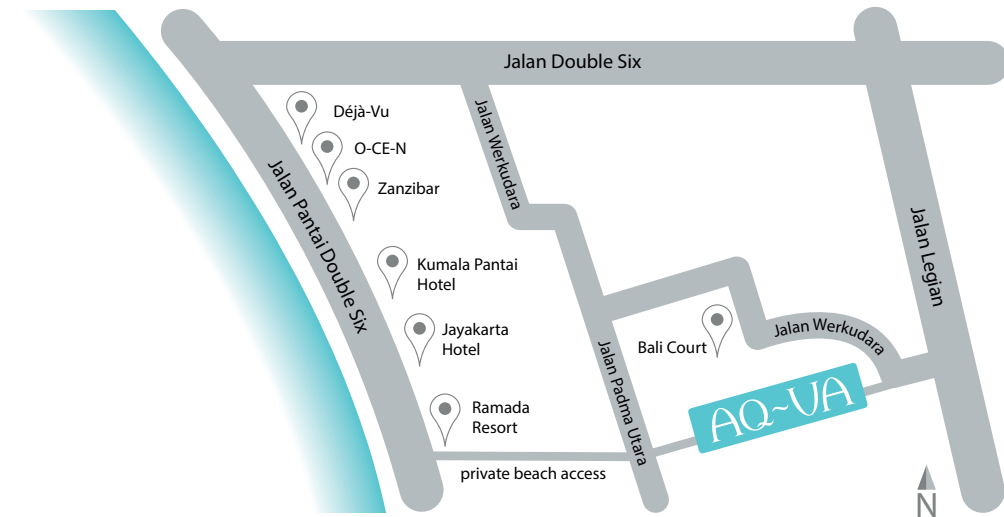 Jalan Double Six
Déjà-Vu
Jalan Werkudara
O-CE-N
Zanzibar
Jalan Pantai Double Six
Jalan Legian
Kumala Pantai
Hotel
Jayakarta
Hotel
Bali Court
Jalan Werkudara
Jalan Padma Utara
AQ~VA
Ramada
Resort
private beach access
N